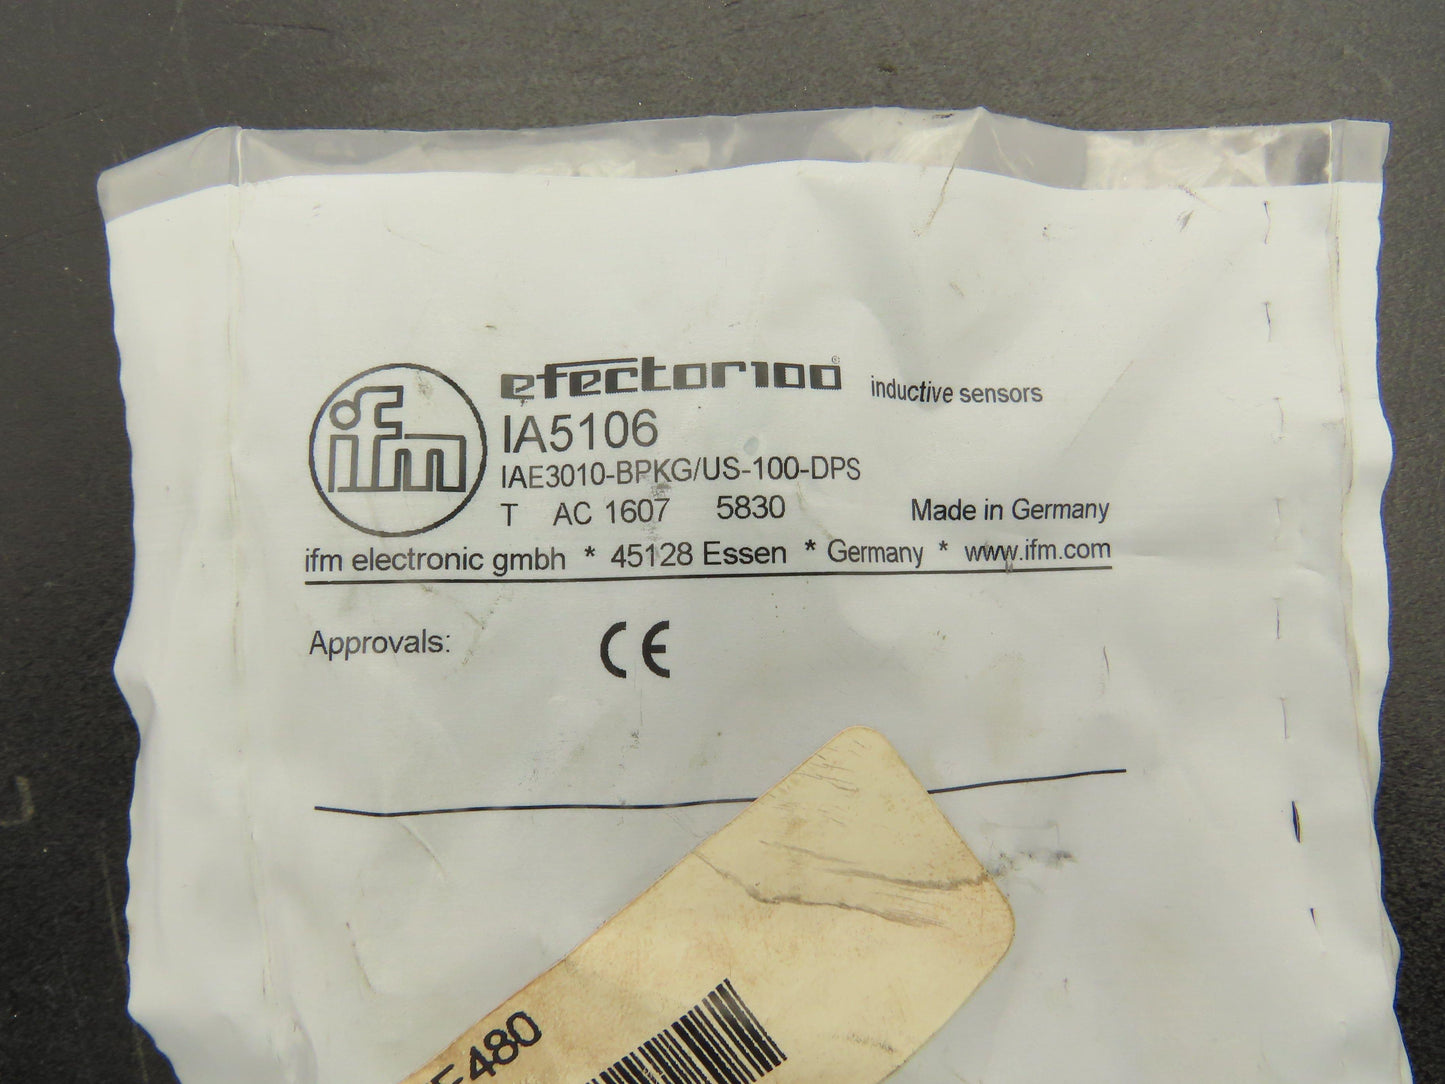 ifm
efector100® inductive sensors
IA5106
IAE3010-BPKG/US-100-DPS
T AC 1607 5830 Made in Germany
ifm electronic gmbh * 45128 Essen * Germany * www.ifm.com
Approvals: CE
480